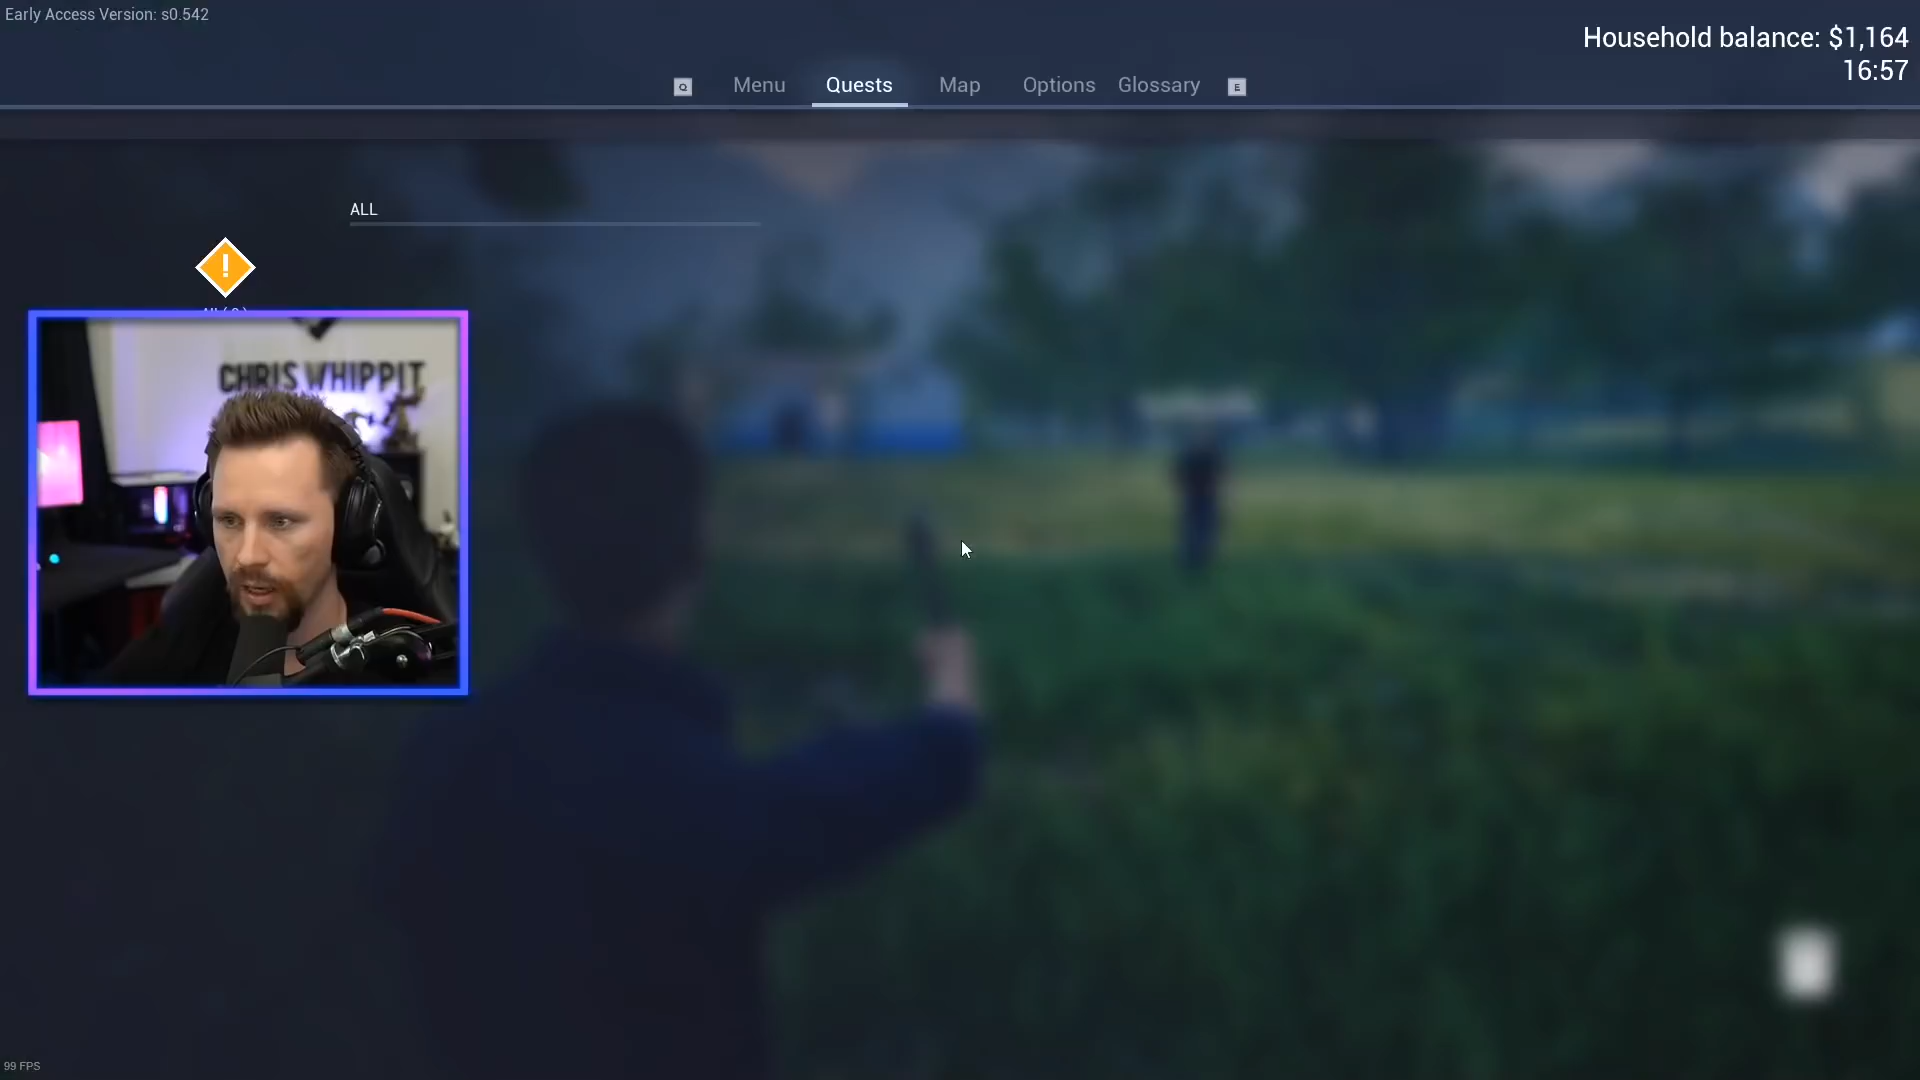 Early Access Version: s0.542
Household balance: $1,164
16:57
Q Menu Quests Map Options Glossary E
ALL
!
CHRIS WHIPPIT
99 FPS